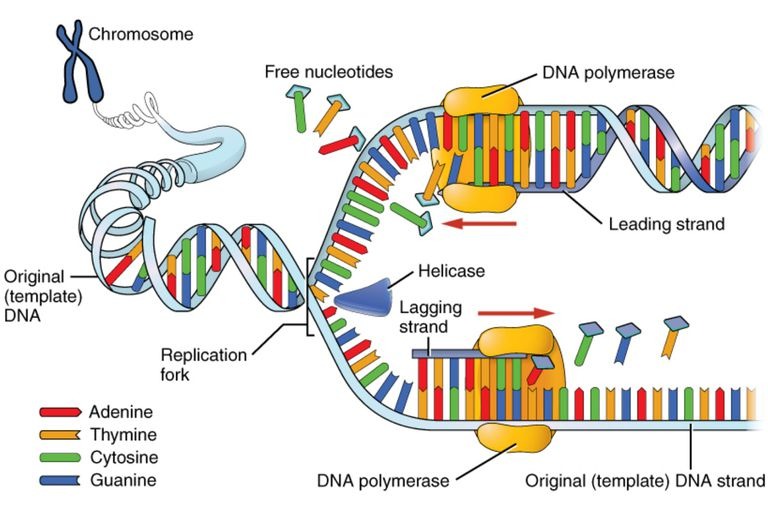 Chromosome
Free nucleotides
DNA polymerase
Leading strand
Original
(template)
DNA
Helicase
Lagging
strand
Replication
fork
Adenine
Thymine
Cytosine
Guanine
DNA polymerase
Original (template) DNA strand